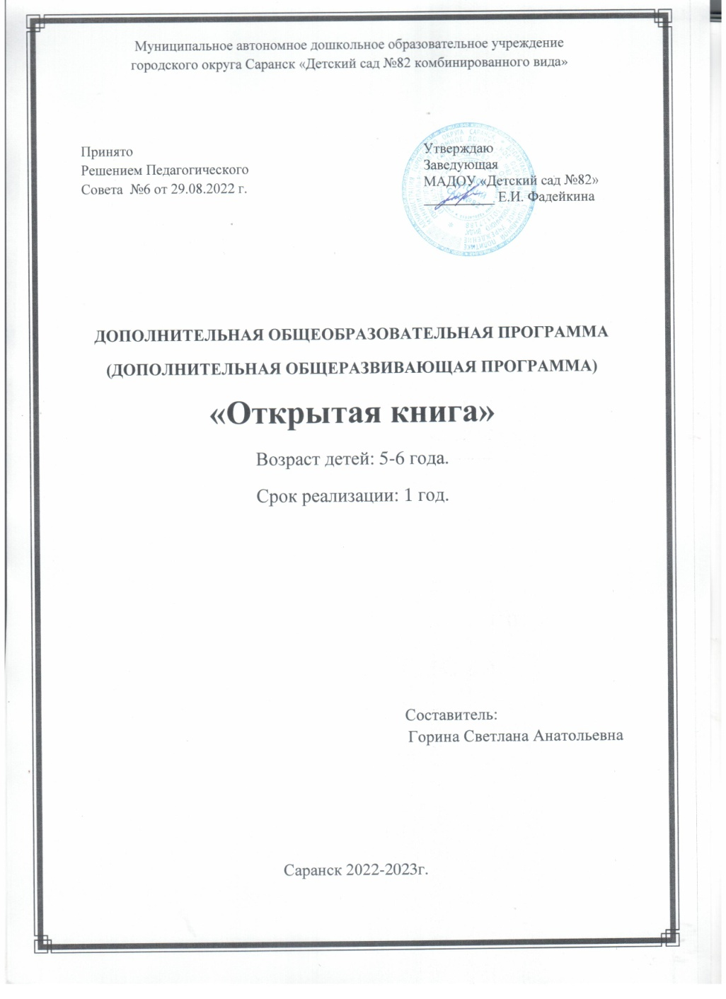 Муниципальное автономное дошкольное образовательное учреждение
городского округа Саранск «Детский сад №82 комбинированного вида»
Принято
Решением Педагогического
Совета №6 от 29.08.2022 г.
Утверждаю
Заведующая
МАДОУ «Детский сад №82»
__________ Е.И. Фадейкина
ДОПОЛНИТЕЛЬНАЯ ОБЩЕОБРАЗОВАТЕЛЬНАЯ ПРОГРАММА
(ДОПОЛНИТЕЛЬНАЯ ОБЩЕРАЗВИВАЮЩАЯ ПРОГРАММА)
«Открытая книга»
Возраст детей: 5-6 года.
Срок реализации: 1 год.
Составитель:
Горина Светлана Анатольевна
Саранск 2022-2023г.